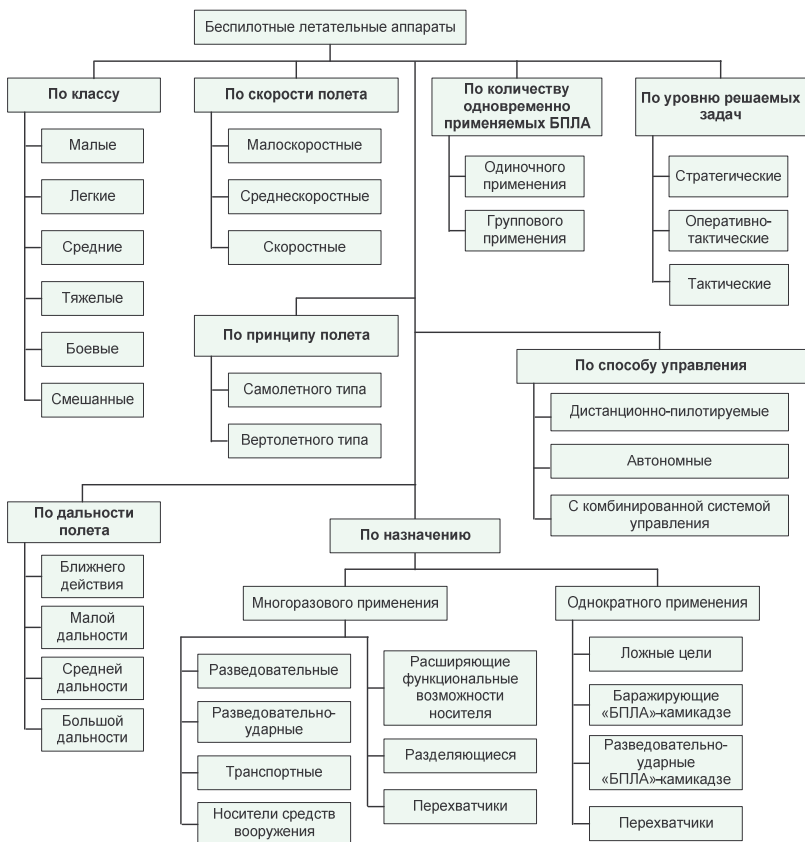 Беспилотные летательные аппараты
По классу
Малые
Легкие
Средние
Тяжелые
Боевые
Смешанные
По скорости полета
Малоскоростные
Среднескоростные
Скоростные
По количеству
одновременно
применяемых БПЛА
Одиночного
применения
Группового
применения
По уровню решаемых
задач
Стратегические
Оперативно-
тактические
Тактические
По принципу полета
Самолетного типа
Вертолетного типа
По способу управления
Дистанционно-пилотируемые
Автономные
С комбинированной системой
управления
По дальности
полета
Ближнего
действия
Малой
дальности
Средней
дальности
Большой
дальности
По назначению
Многоразового применения
Разведовательные
Разведовательно-
ударные
Транспортные
Носители средств
вооружения
Расширяющие
функциональные
возможности
носителя
Разделяющиеся
Перехватчики
Однократного применения
Ложные цели
Баражирующие
«БПЛА»-камикадзе
Разведовательно-
ударные
«БПЛА»-камикадзе
Перехватчики